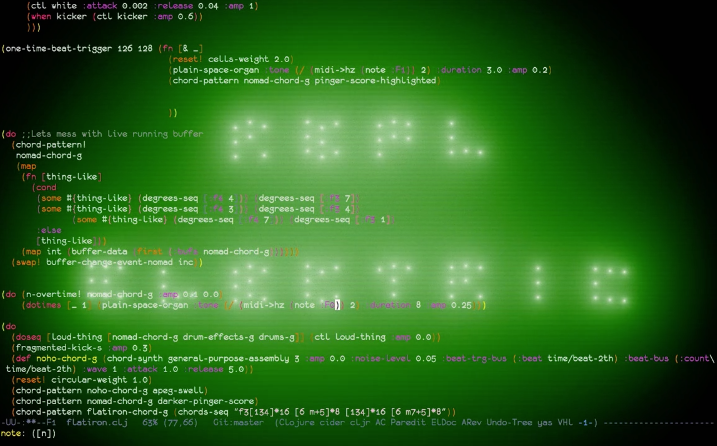 (ctl white :attack 0.002 :release 0.04 :amp 1)
(when kicker (ctl kicker :amp 0.6))
)))
(one-time-beat-trigger 126 128 (fn [& _]
(reset! cells-weight 2.0)
(plain-space-organ :tone (/ (midi->hz (note :F1)) 2) :duration 3.0 :amp 0.2)
(chord-pattern nomad-chord-g pinger-score-highlighted)
))
REPL
(do ;;Lets mess with live running buffer
(chord-pattern!
nomad-chord-g
(map
(fn [thing-like]
(cond
(some #{thing-like} (degrees-seq [:f3 4])) (degrees-seq [:f3 7])
(some #{thing-like} (degrees-seq [:f4 3])) (degrees-seq [:f4 4])
(some #{thing-like} (degrees-seq [:f4 7])) (degrees-seq [:f3 1])
:else
[thing-like]))
(map int (buffer-data (first (:bufs nomad-chord-g))))))
(swap! buffer-change-event-nomad inc))
(do (n-overtime! nomad-chord-g :amp 0.0)
(dotimes [_ 1] (plain-space-organ :tone (/ (midi->hz (note :F0)) 2) :duration 8 :amp 0.25)))
(do
(doseq [loud-thing [nomad-chord-g drum-effects-g drums-g]] (ctl loud-thing :amp 0.0))
(fragmented-kick-s :amp 0.3)
(def noho-chord-g (chord-synth general-purpose-assembly 3 :amp 0.0 :noise-level 0.05 :beat-trg-bus (:beat time/beat-2th) :beat-bus (:count\
time/beat-2th) :wave 1 :attack 1.0 :release 5.0))
(reset! circular-weight 1.0)
(chord-pattern noho-chord-g apeg-swell)
(chord-pattern nomad-chord-g darker-pinger-score)
(chord-pattern flatiron-chord-g (chords-seq "f3[134]*16 [6 m+5]*8 [134]*16 [6 m7+5]*8"))
-UU-:**--F1 flatiron.clj 63% (77,66) Git:master (Clojure cider cljr AC Paredit ElDoc ARev Undo-Tree yas VHl -1-)
note: ([n])